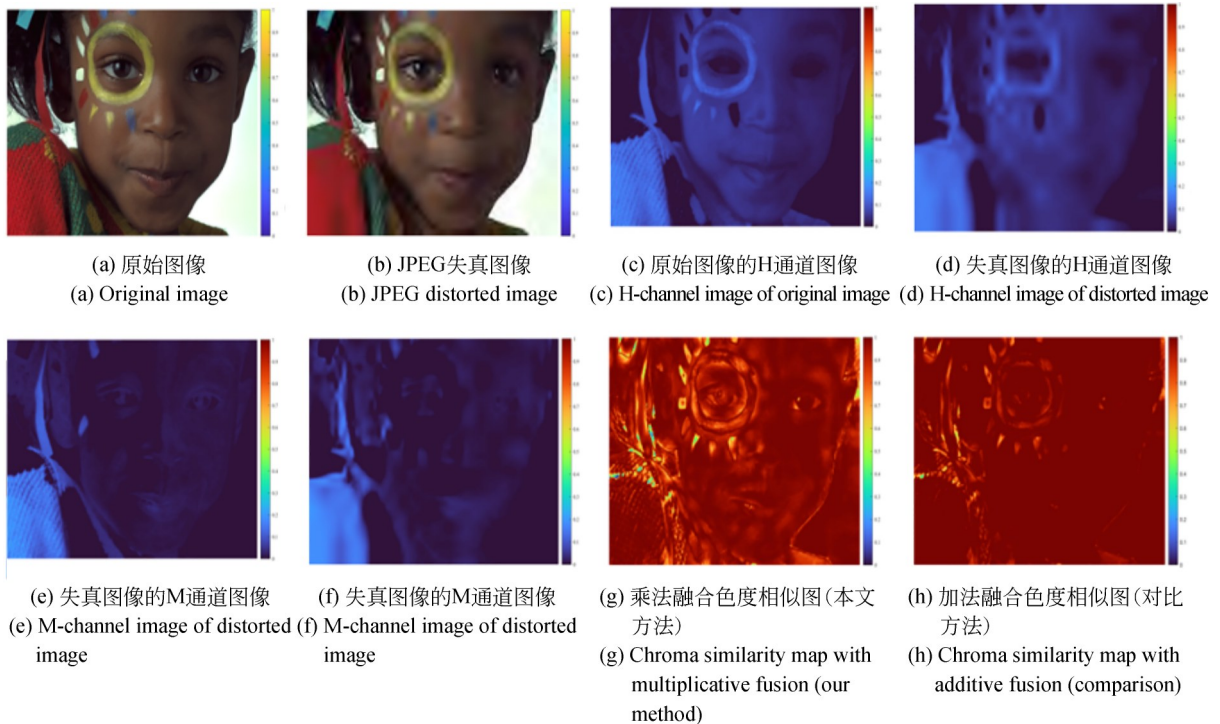 (a) 原始图像
(a) Original image
(b) JPEG失真图像
(b) JPEG distorted image
(c) 原始图像的H通道图像
(c) H-channel image of original image
(d) 失真图像的H通道图像
(d) H-channel image of distorted image
(e) 失真图像的M通道图像
(e) M-channel image of distorted
image
(f) 失真图像的M通道图像
(f) M-channel image of distorted
image
(g) 乘法融合色度相似图(本文
方法)
(g) Chroma similarity map with
multiplicative fusion (our
method)
(h) 加法融合色度相似图(对比
方法)
(h) Chroma similarity map with
additive fusion (comparison)